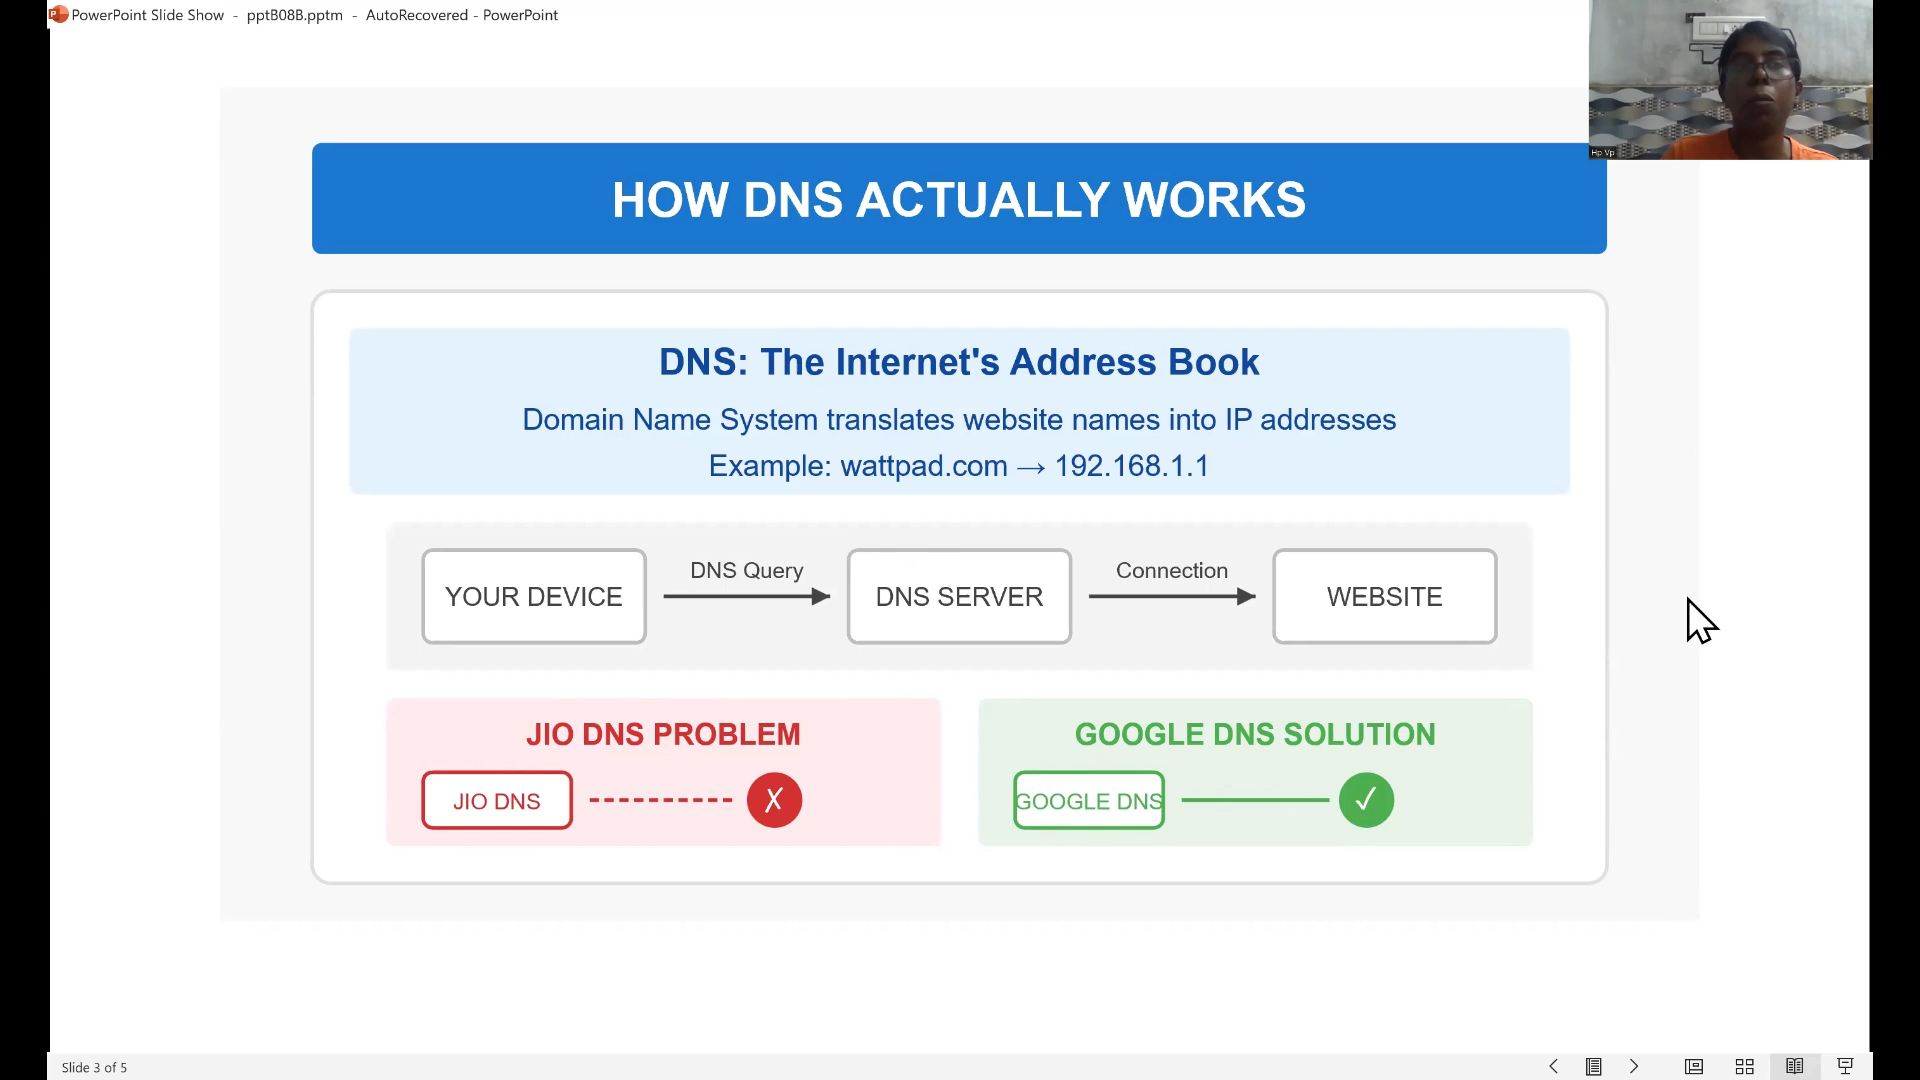 PowerPoint Slide Show - pptB08B.pptm - AutoRecovered - PowerPoint
Hp Vp
HOW DNS ACTUALLY WORKS
DNS: The Internet's Address Book
Domain Name System translates website names into IP addresses
Example: wattpad.com → 192.168.1.1
YOUR DEVICE
DNS Query
DNS SERVER
Connection
WEBSITE
JIO DNS PROBLEM
JIO DNS
✗
GOOGLE DNS SOLUTION
GOOGLE DNS
✓
Slide 3 of 5